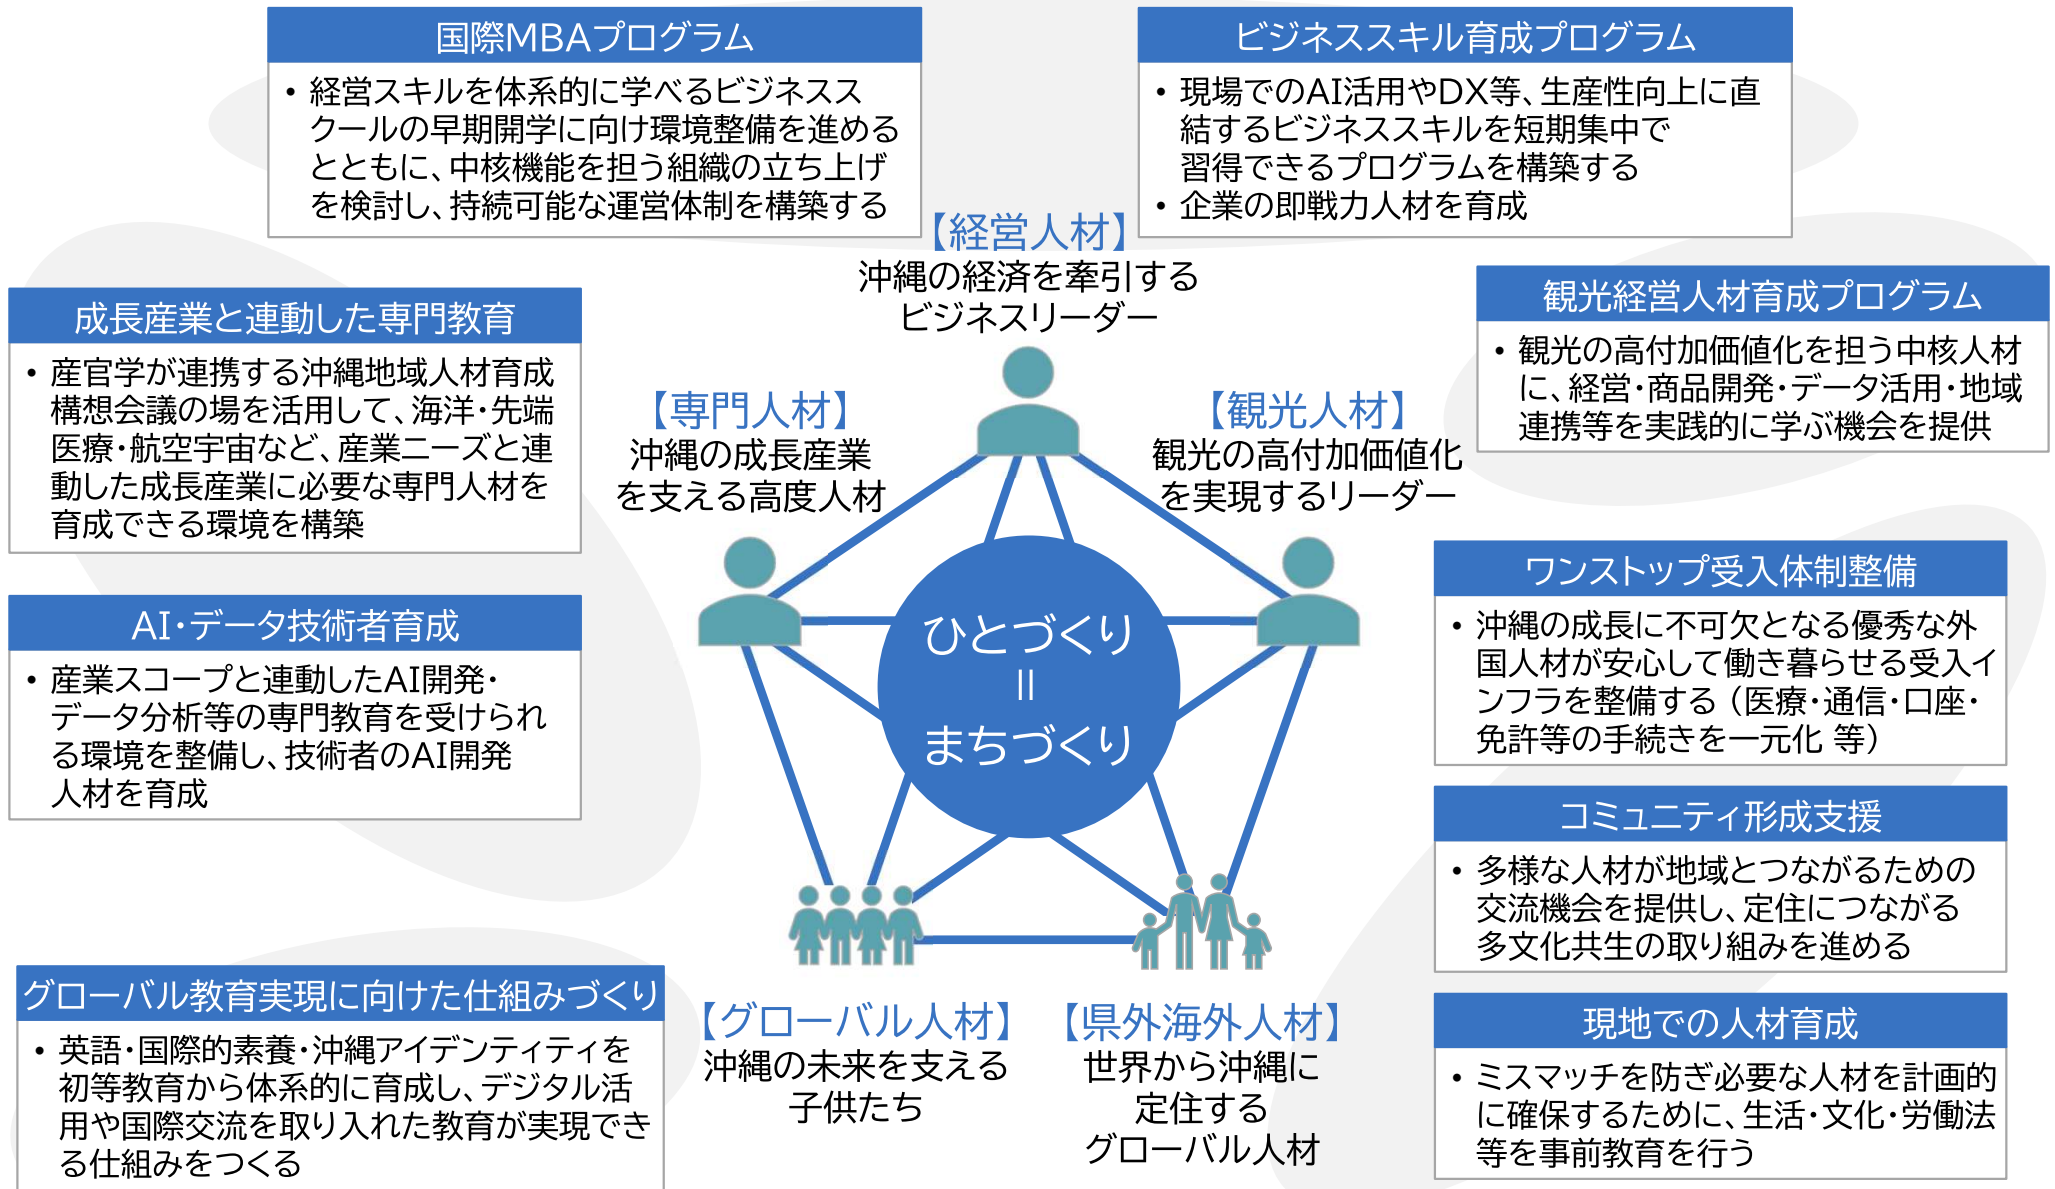 国際MBAプログラム
• 経営スキルを体系的に学べるビジネスス
クールの早期開学に向け環境整備を進める
とともに、中核機能を担う組織の立ち上げ
を検討し、持続可能な運営体制を構築する
ビジネススキル育成プログラム
• 現場でのAI活用やDX等、生産性向上に直
結するビジネススキルを短期集中で
習得できるプログラムを構築する
• 企業の即戦力人材を育成
【経営人材】
沖縄の経済を牽引する
ビジネスリーダー
成長産業と連動した専門教育
• 産官学が連携する沖縄地域人材育成
構想会議の場を活用して、海洋・先端
医療・航空宇宙など、産業ニーズと連
動した成長産業に必要な専門人材を
育成できる環境を構築
【専門人材】
沖縄の成長産業
を支える高度人材
【観光人材】
観光の高付加価値化
を実現するリーダー
観光経営人材育成プログラム
• 観光の高付加価値化を担う中核人材
に、経営・商品開発・データ活用・地域
連携等を実践的に学ぶ機会を提供
AI・データ技術者育成
• 産業スコープと連動したAI開発・
データ分析等の専門教育を受けられ
る環境を整備し、技術者のAI開発
人材を育成
ひとづくり
＝
まちづくり
ワンストップ受入体制整備
• 沖縄の成長に不可欠となる優秀な外
国人材が安心して働き暮らせる受入イ
ンフラを整備する（医療・通信・口座・
免許等の手続きを一元化 等）
コミュニティ形成支援
• 多様な人材が地域とつながるための
交流機会を提供し、定住につながる
多文化共生の取り組みを進める
グローバル教育実現に向けた仕組みづくり
• 英語・国際的素養・沖縄アイデンティティを
初等教育から体系的に育成し、デジタル活
用や国際交流を取り入れた教育が実現でき
る仕組みをつくる
【グローバル人材】
沖縄の未来を支える
子供たち
【県外海外人材】
世界から沖縄に
定住する
グローバル人材
現地での人材育成
• ミスマッチを防ぎ必要な人材を計画的
に確保するために、生活・文化・労働法
等を事前教育を行う